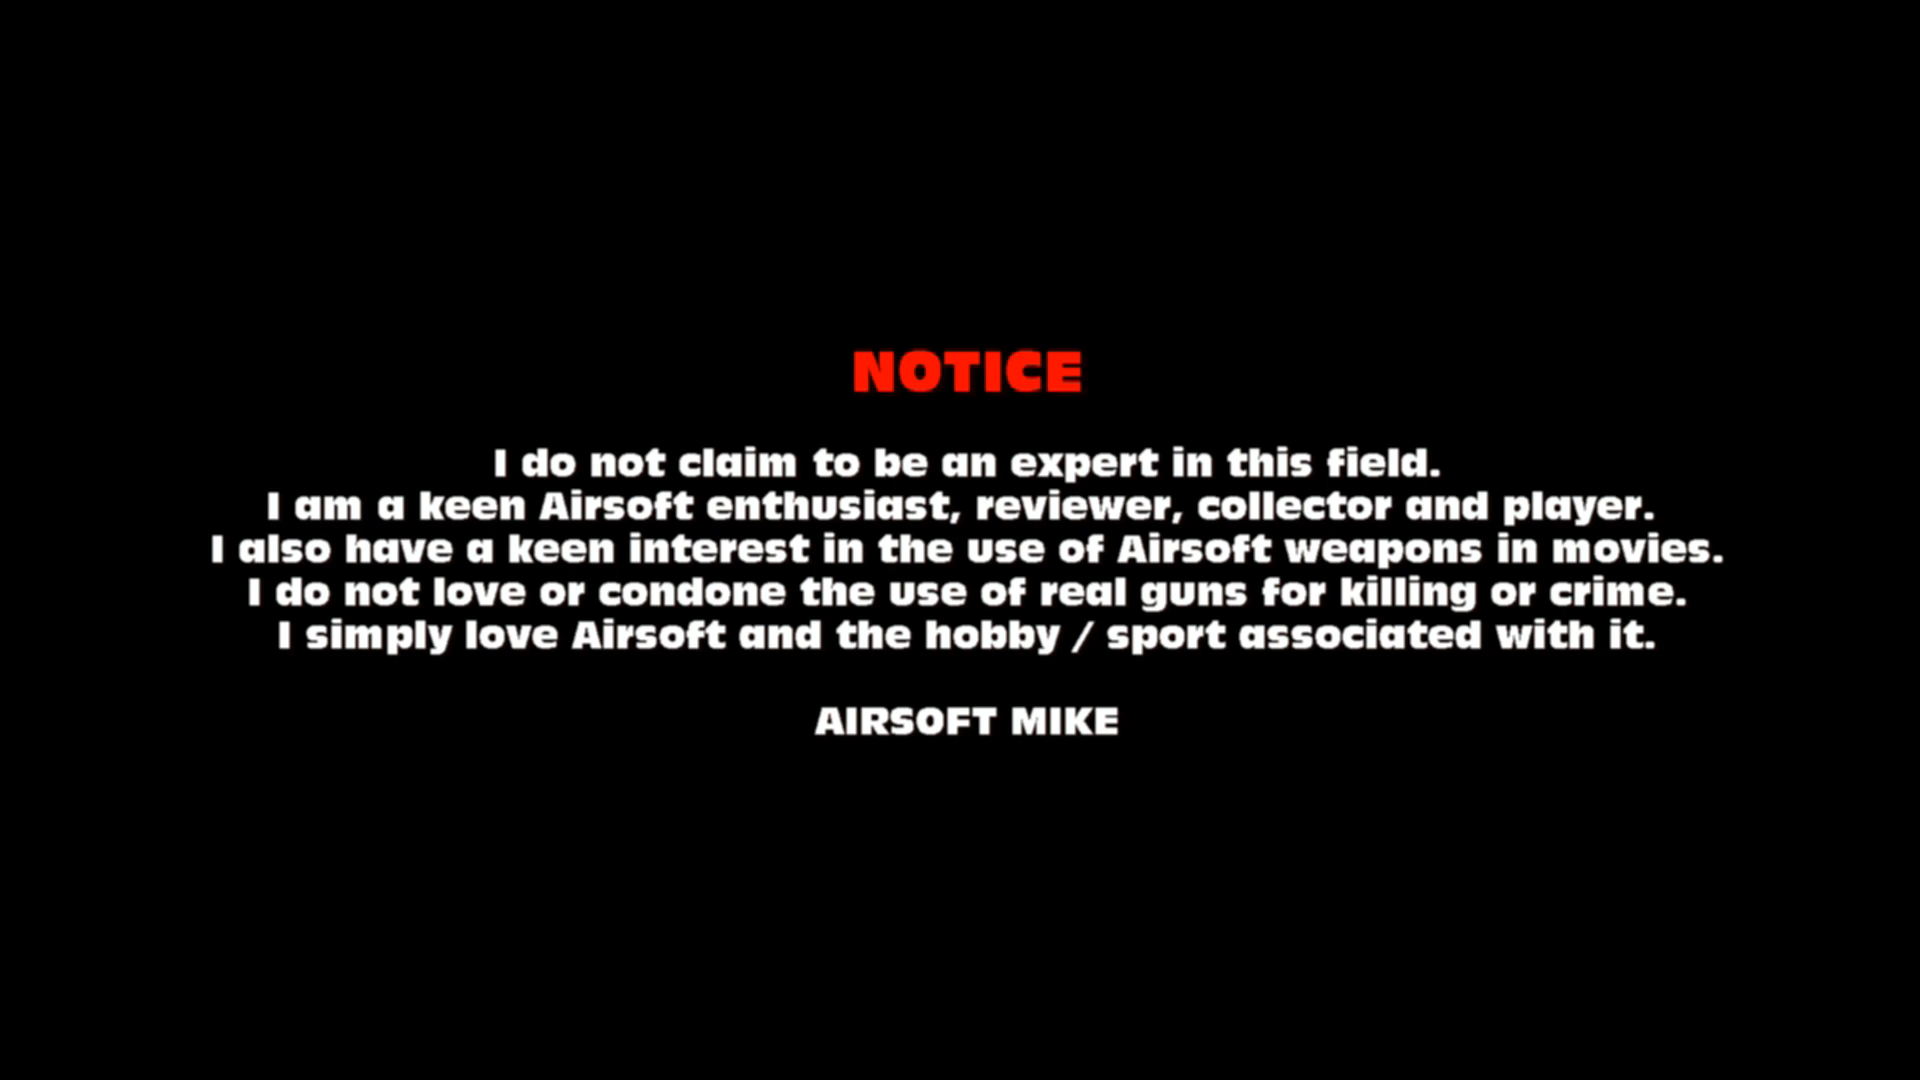 NOTICE
I do not claim to be an expert in this field.
I am a keen Airsoft enthusiast, reviewer, collector and player.
I also have a keen interest in the use of Airsoft weapons in movies.
I do not love or condone the use of real guns for killing or crime.
I simply love Airsoft and the hobby / sport associated with it.
AIRSOFT MIKE